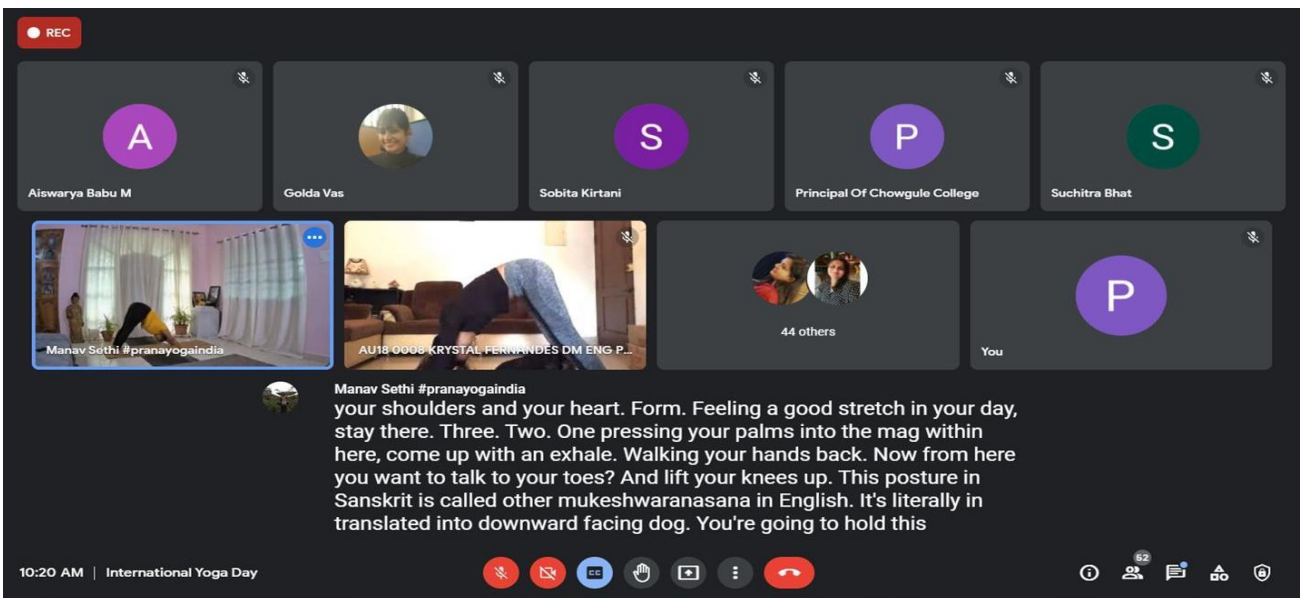 REC
A
Aiswarya Babu M
Golda Vas
S
Sobita Kirtani
P
Principal Of Chowgule College
S
Suchitra Bhat
Manav Sethi #pranayogaindia
AU18 0008 KRYSTAL FERNANDES DM ENG P...
44 others
P
You
Manav Sethi #pranayogaindia
your shoulders and your heart. Form. Feeling a good stretch in your day,
stay there. Three. Two. One pressing your palms into the mag within
here, come up with an exhale. Walking your hands back. Now from here
you want to talk to your toes? And lift your knees up. This posture in
Sanskrit is called other mukeshwaranasana in English. It's literally in
translated into downward facing dog. You're going to hold this
10:20 AM | International Yoga Day
CC
52